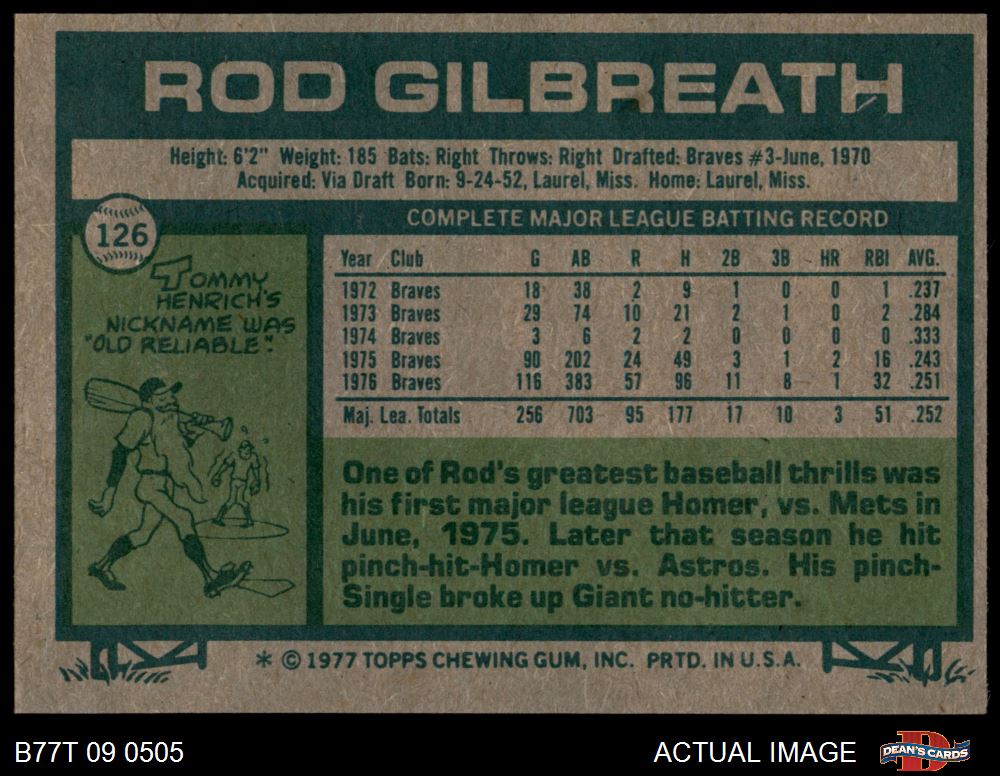 ROD GILBREATH
Height: 6'2" Weight: 185 Bats: Right Throws: Right Drafted: Braves #3-June, 1970
Acquired: Via Draft Born: 9-24-52, Laurel, Miss. Home: Laurel, Miss.
126
TOMMY
HENRICH'S
NICKNAME WAS
"OLD RELIABLE".
COMPLETE MAJOR LEAGUE BATTING RECORD
Year Club G AB R H 2B 3B HR RBI AVG.
1972 Braves 18 38 2 9 1 0 0 1 .237
1973 Braves 29 74 10 21 2 1 0 2 .284
1974 Braves 3 6 2 2 0 0 0 0 .333
1975 Braves 90 202 24 49 3 1 2 16 .243
1976 Braves 116 383 57 96 11 8 1 32 .251
Maj. Lea. Totals 256 703 95 177 17 10 3 51 .252
One of Rod's greatest baseball thrills was
his first major league Homer, vs. Mets in
June, 1975. Later that season he hit
pinch-hit-Homer vs. Astros. His pinch-
Single broke up Giant no-hitter.
* © 1977 TOPPS CHEWING GUM, INC. PRTD. IN U.S.A.
B77T 09 0505
ACTUAL IMAGE
D
DEAN'S CARDS